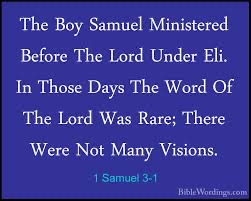 The Boy Samuel Ministered
Before The Lord Under Eli.
In Those Days The Word Of
The Lord Was Rare; There
Were Not Many Visions.
1 Samuel 3-1
BibleWordings.com